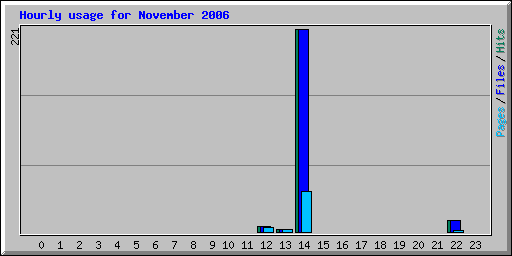 Hourly usage for November 2006
221
Pages/Files/Hits
0 1 2 3 4 5 6 7 8 9 10 11 12 13 14 15 16 17 18 19 20 21 22 23